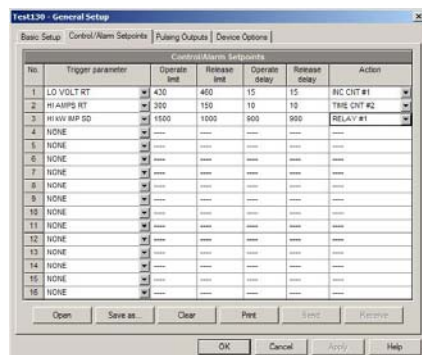 Test130 - General Setup
Basic Setup Control/Alarm Setpoints Pulsing Outputs Device Options
Control/Alarm Setpoints
No. Trigger parameter Operate limit Release limit Operate delay Release delay Action
1 LO VOLT RT 430 460 15 15 INC CNT #1
2 HI AMPS RT 300 150 10 10 TIME CNT #2
3 HI kW IMP SD 1500 1000 900 900 RELAY #1
4 NONE ---- ---- ---- ---- ----
5 NONE ---- ---- ---- ---- ----
6 NONE ---- ---- ---- ---- ----
7 NONE ---- ---- ---- ---- ----
8 NONE ---- ---- ---- ---- ----
9 NONE ---- ---- ---- ---- ----
10 NONE ---- ---- ---- ---- ----
11 NONE ---- ---- ---- ---- ----
12 NONE ---- ---- ---- ---- ----
13 NONE ---- ---- ---- ---- ----
14 NONE ---- ---- ---- ---- ----
15 NONE ---- ---- ---- ---- ----
16 NONE ---- ---- ---- ---- ----
Open Save as... Clear Print Send Receive
OK Cancel Apply Help